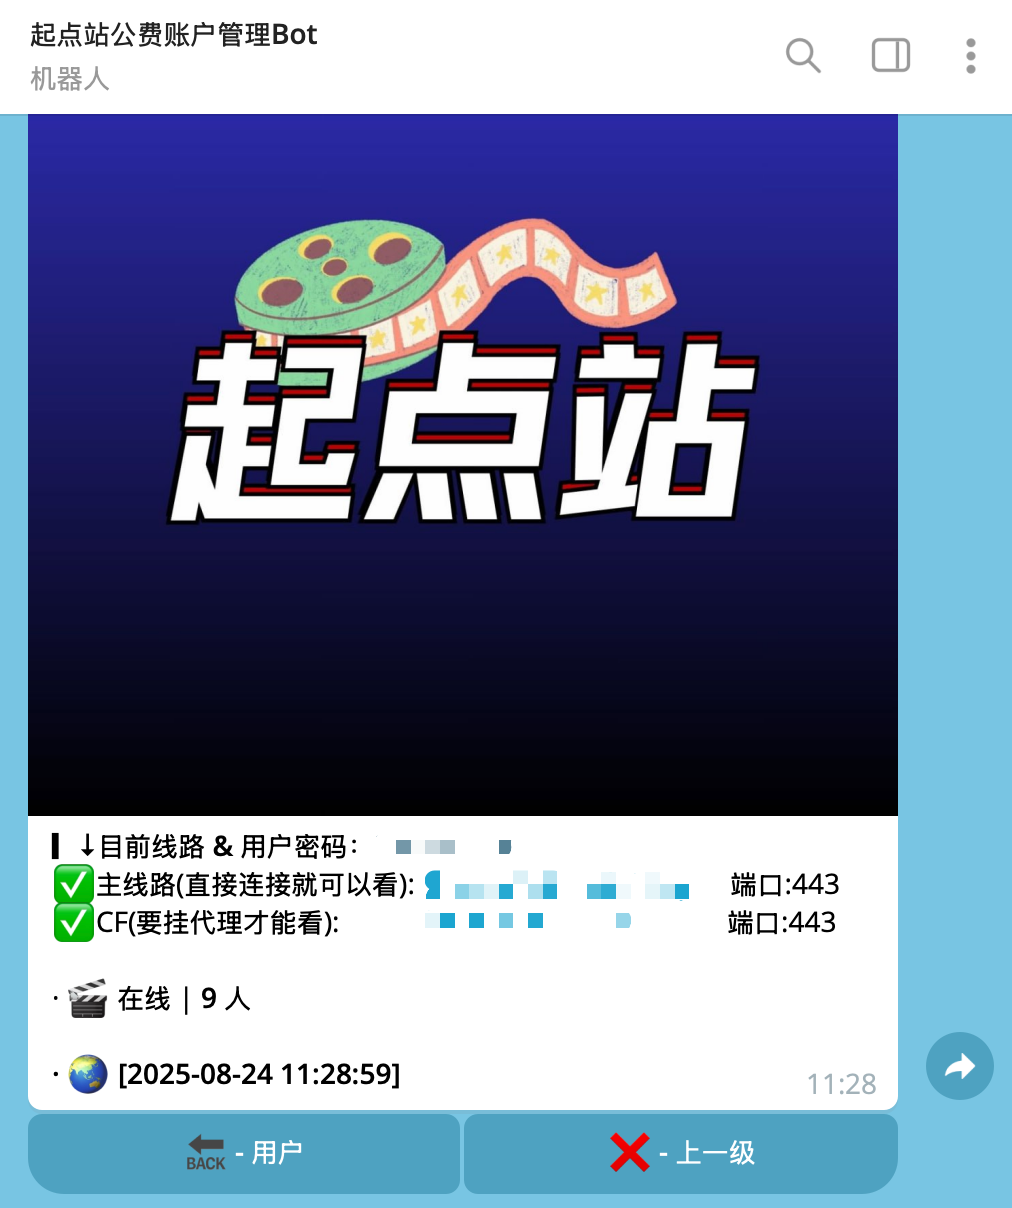 起点站公费账户管理Bot
机器人
起点站
▎↓目前线路 & 用户密码：
✅主线路(直接连接就可以看): 端口:443
✅CF(要挂代理才能看): 端口:443
· 🎬 在线 | 9 人
· 🌏 [2025-08-24 11:28:59]
11:28
🔙 - 用户
❌ - 上一级